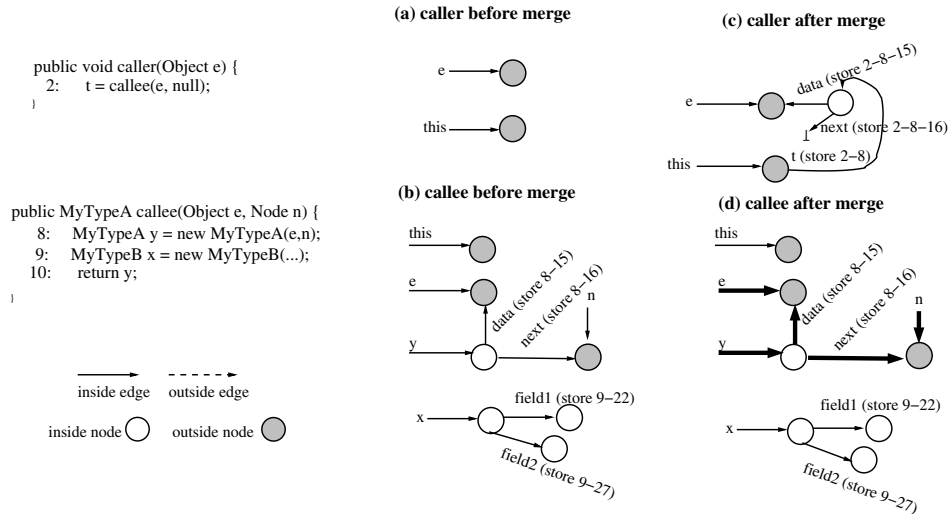 public void caller(Object e) {
2: t = callee(e, null);
}
public MyTypeA callee(Object e, Node n) {
8: MyTypeA y = new MyTypeA(e,n);
9: MyTypeB x = new MyTypeB(...);
10: return y;
}
inside edge outside edge
inside node outside node
(a) caller before merge
e
this
(b) callee before merge
this
e
data (store 8−15)
next (store 8−16)
n
y
x
field1 (store 9−22)
field2 (store 9−27)
(c) caller after merge
data (store 2−8−15)
e
⊥ next (store 2−8−16)
t (store 2−8)
this
(d) callee after merge
this
e
data (store 8−15)
next (store 8−16)
n
y
x
field1 (store 9−22)
field2 (store 9−27)